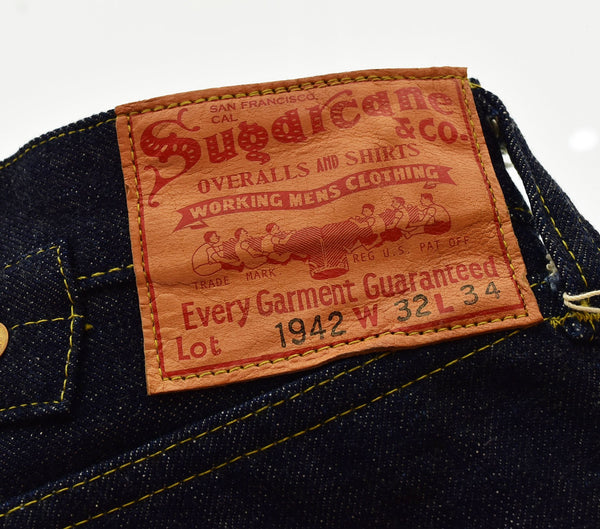 SAN FRANCISCO,
CAL
Sugarcane
& CO.
OVERALLS AND SHIRTS
WORKING MENS CLOTHING
TRADE MARK REG U.S. PAT OFF
Every Garment Guaranteed
Lot 1942 W 32 L 34